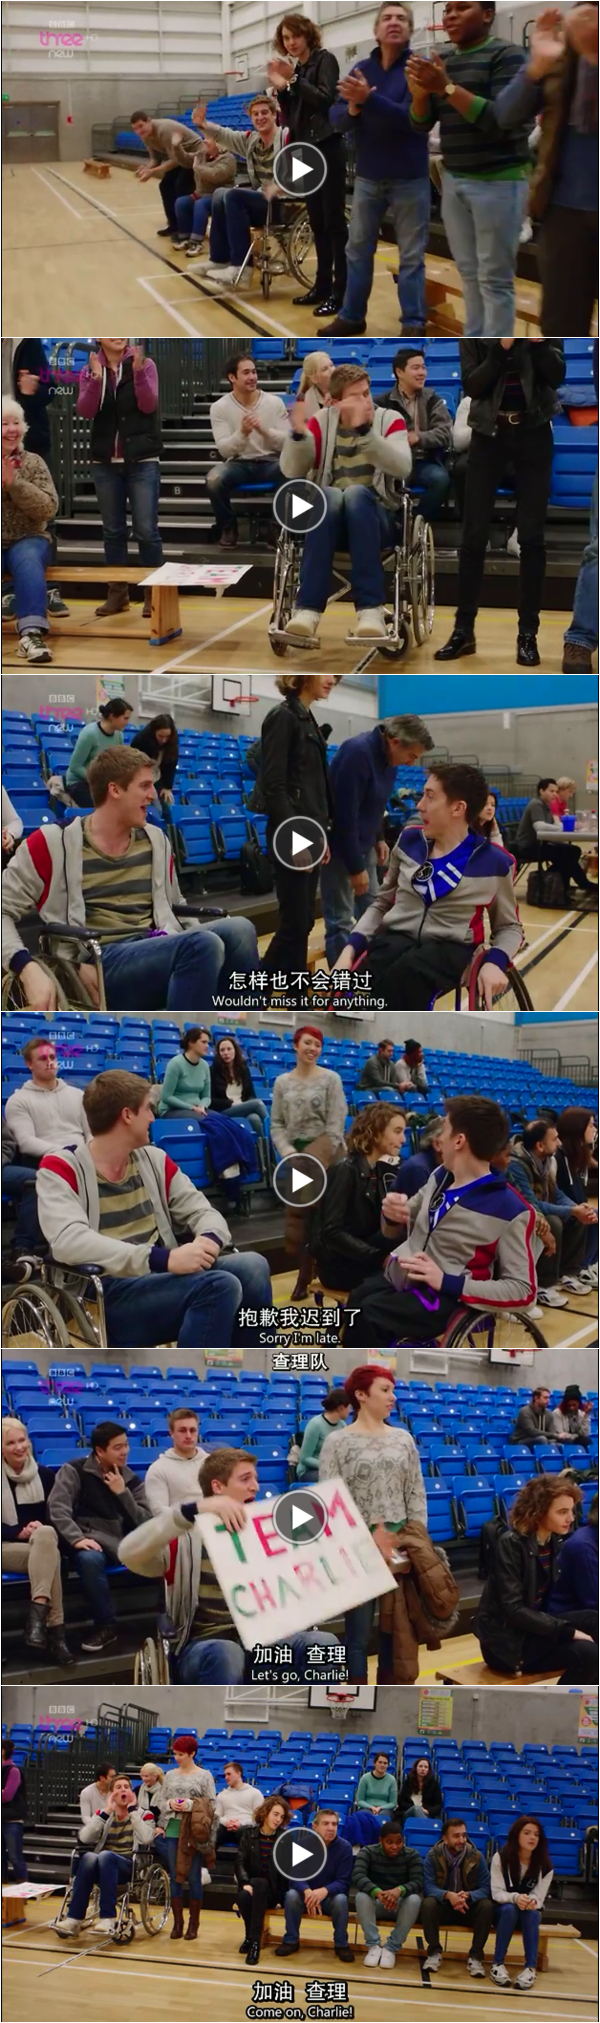 BBC
three HD
new
BBC
three HD
new
B
BBC
three HD
new
怎样也不会错过
Wouldn't miss it for anything.
BBC
three HD
new
抱歉我迟到了
Sorry I'm late.
查理队
BBC
three HD
new
TEAM
CHARLIE
加油 查理
Let's go, Charlie!
BBC
three HD
new
加油 查理
Come on, Charlie!